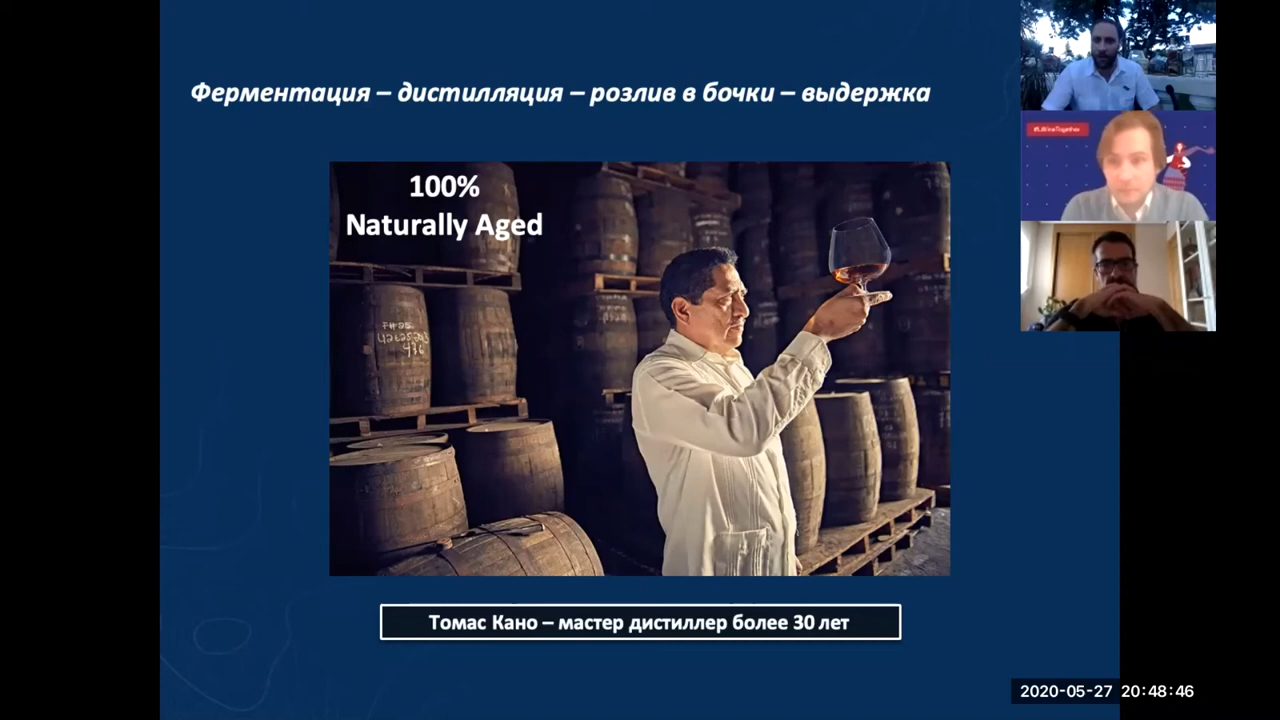 Ферментация – дистилляция – розлив в бочки – выдержка
100%
Naturally Aged
Томас Кано – мастер дистиллер более 30 лет
2020-05-27 20:48:46